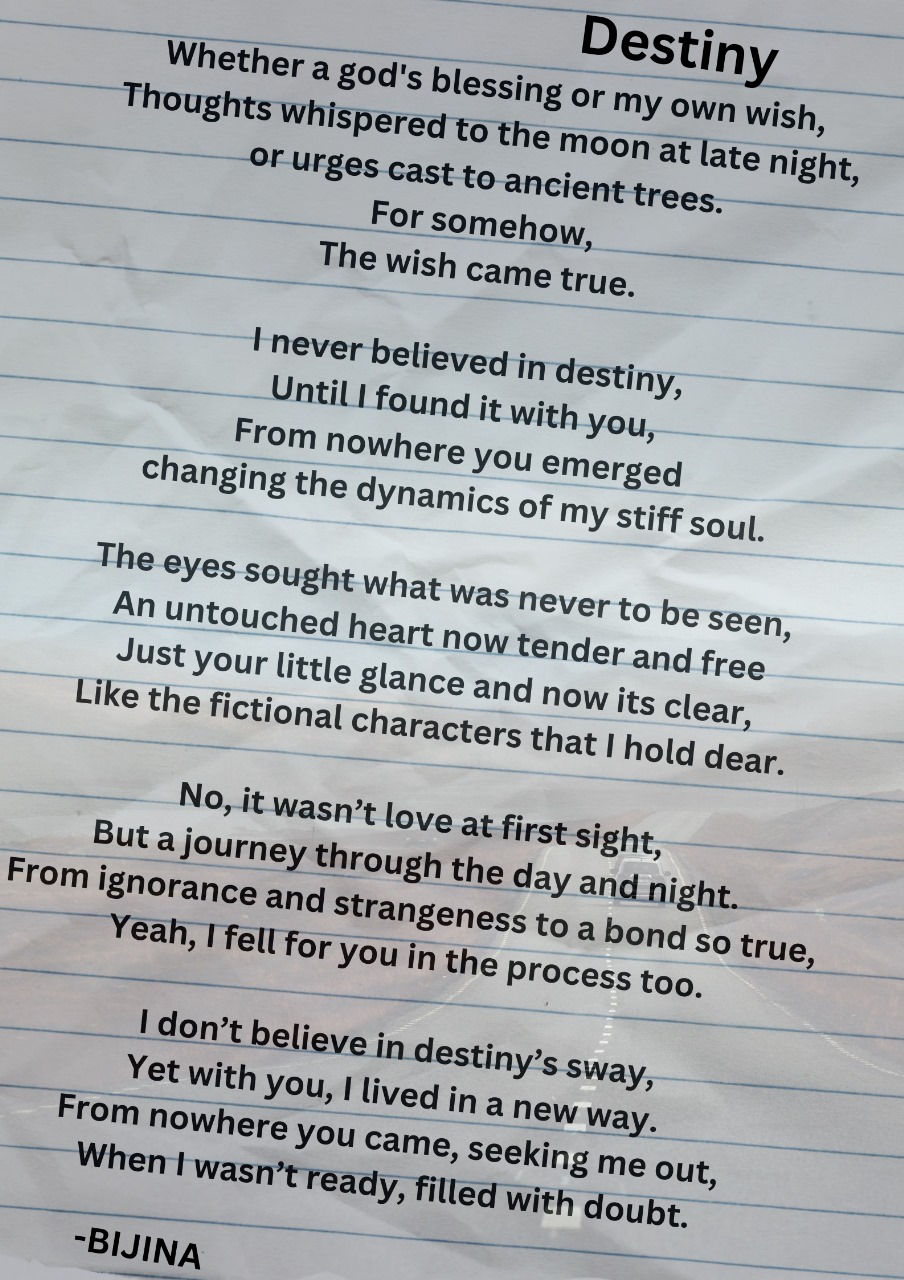 Destiny
Whether a god's blessing or my own wish,
Thoughts whispered to the moon at late night,
or urges cast to ancient trees.
For somehow,
The wish came true.
I never believed in destiny,
Until I found it with you,
From nowhere you emerged
changing the dynamics of my stiff soul.
The eyes sought what was never to be seen,
An untouched heart now tender and free
Just your little glance and now its clear,
Like the fictional characters that I hold dear.
No, it wasn’t love at first sight,
But a journey through the day and night.
From ignorance and strangeness to a bond so true,
Yeah, I fell for you in the process too.
I don’t believe in destiny’s sway,
Yet with you, I lived in a new way.
From nowhere you came, seeking me out,
When I wasn’t ready, filled with doubt.
-BIJINA